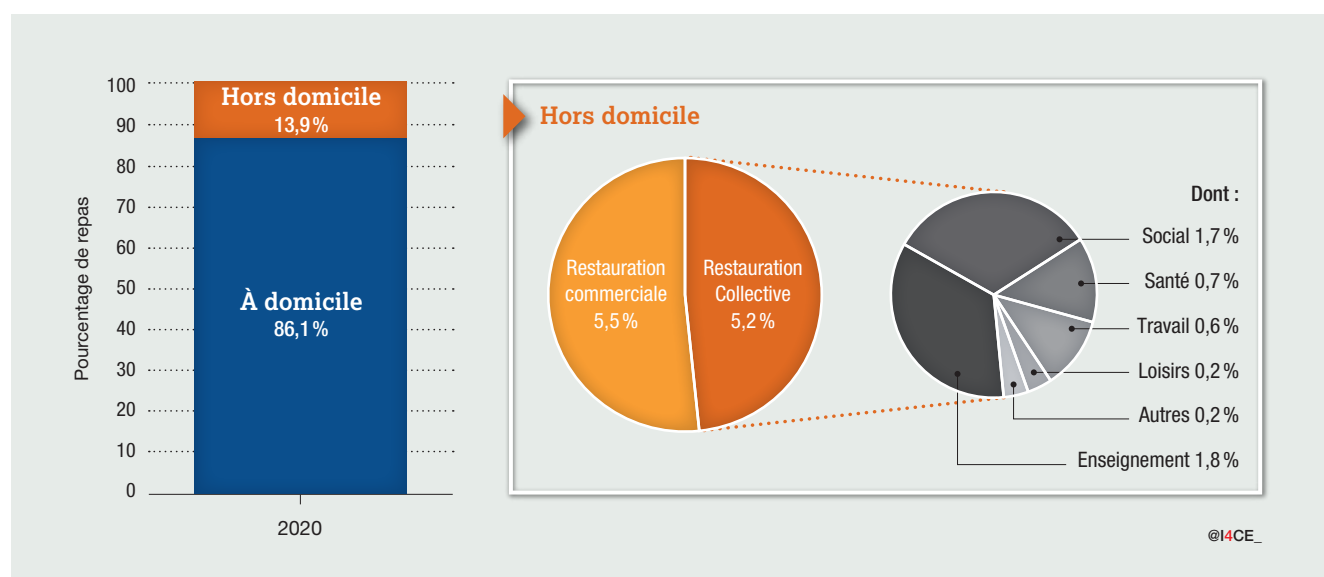 Pourcentage de repas
100
90
80
70
60
50
40
30
20
10
0
Hors domicile
13,9 %
À domicile
86,1 %
2020
Hors domicile
Restauration
commerciale
5,5 %
Restauration
Collective
5,2 %
Dont :
Social 1,7 %
Santé 0,7 %
Travail 0,6 %
Loisirs 0,2 %
Autres 0,2 %
Enseignement 1,8 %
@I4CE_